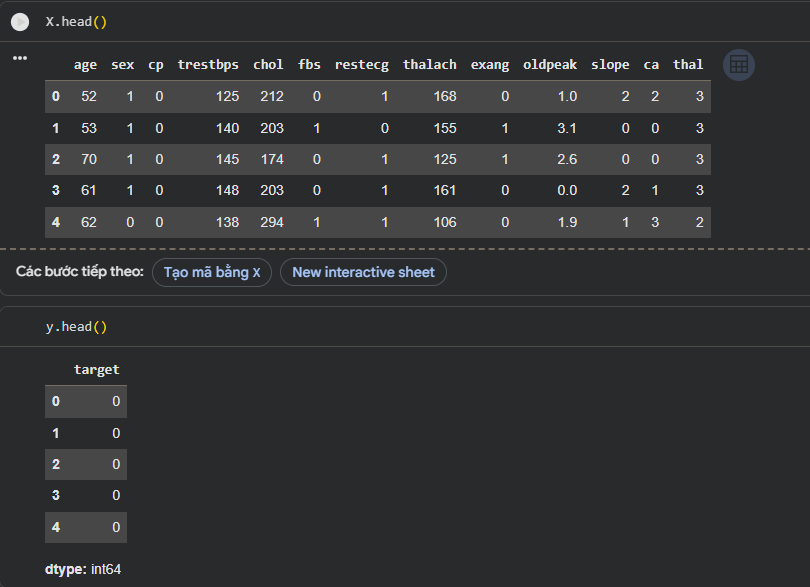 X.head()
age sex cp trestbps chol fbs restecg thalach exang oldpeak slope ca thal
0 52 1 0 125 212 0 1 168 0 1.0 2 2 3
1 53 1 0 140 203 1 0 155 1 3.1 0 0 3
2 70 1 0 145 174 0 1 125 1 2.6 0 0 3
3 61 1 0 148 203 0 1 161 0 0.0 2 1 3
4 62 0 0 138 294 1 1 106 0 1.9 1 3 2
Các bước tiếp theo: Tạo mã bằng X New interactive sheet
y.head()
target
0 0
1 0
2 0
3 0
4 0
dtype: int64